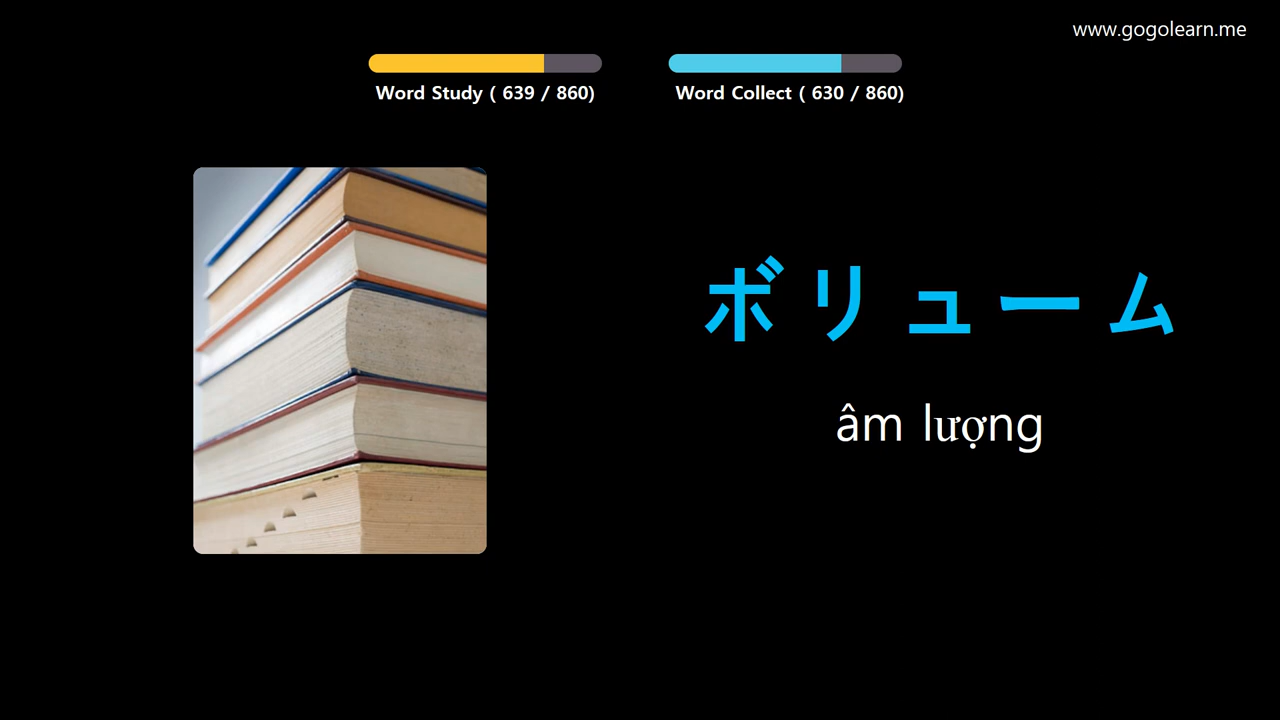 www.gogolearn.me
Word Study ( 639 / 860)
Word Collect ( 630 / 860)
ボリューム
âm lượng